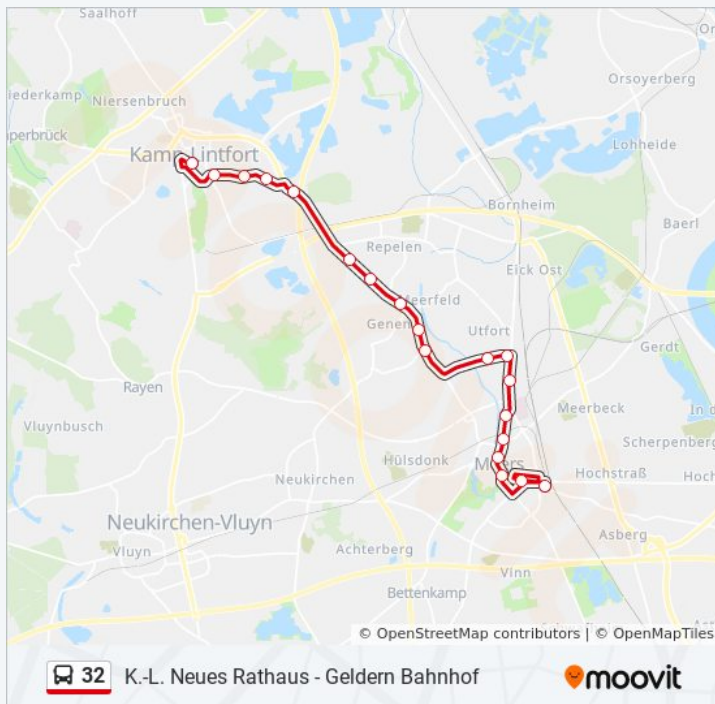 Saalhoff
Orsoyerberg
Niersenbruch
Lohheide
Kamp-Lintfort
Bornheim
Baerl
Repelen
Eick Ost
Meerfeld
Utfort
Gerdt
Rayen
Meerbeck
Vluynbusch
Scherpenberg
Hülsdonk
Moers
Neukirchen
Hochstraß
Neukirchen-Vluyn
Asberg
Vluyn
Achterberg
Vinn
Bettenkamp
© OpenStreetMap contributors | © OpenMapTiles
32 K.-L. Neues Rathaus - Geldern Bahnhof
moovit